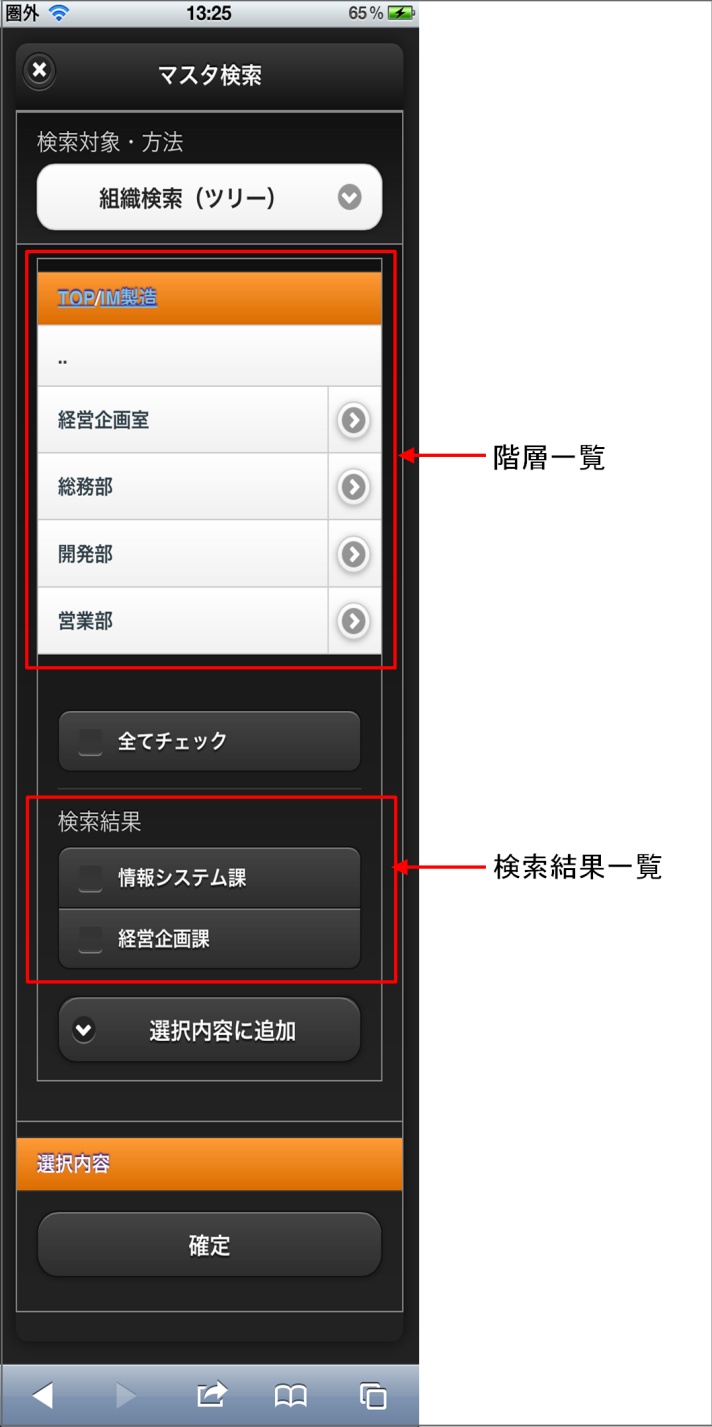 圏外 13:25 65%
マスタ検索
検索対象・方法
組織検索（ツリー）
TOP/IM製造
..
経営企画室
総務部
開発部
営業部
階層一覧
全てチェック
検索結果
情報システム課
経営企画課
検索結果一覧
選択内容に追加
選択内容
確定